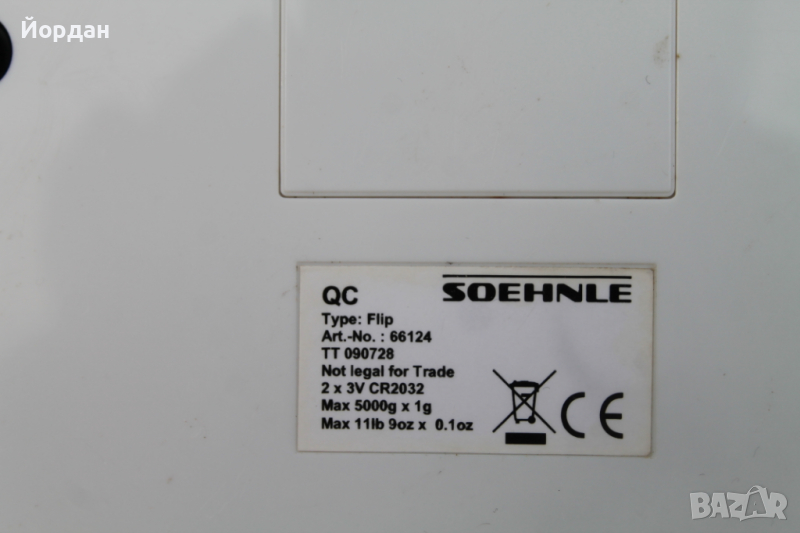 Йордан
SOEHNLE
QC
Type: Flip
Art.-No. : 66124
TT 090728
Not legal for Trade
2 x 3V CR2032
Max 5000g x 1g
Max 11lb 9oz x 0.1oz
CE
BAZAR